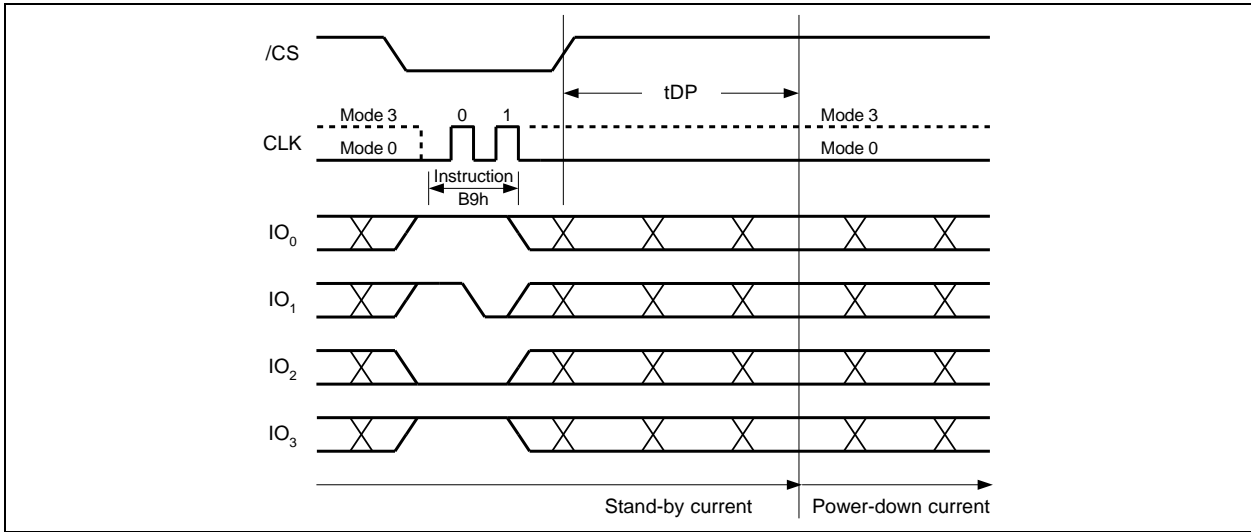 /CS
tDP
Mode 3 0 1 Mode 3
CLK
Mode 0 Mode 0
Instruction
B9h
IO0
IO1
IO2
IO3
Stand-by current Power-down current